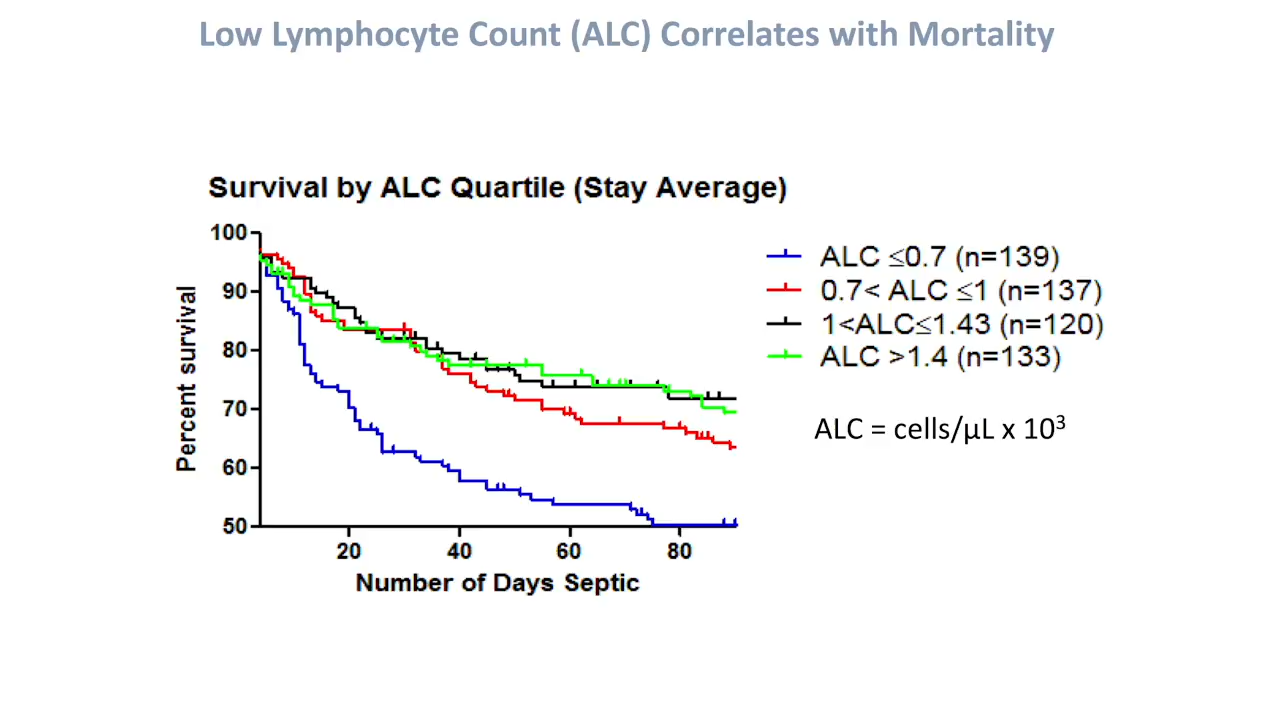 Low Lymphocyte Count (ALC) Correlates with Mortality
Survival by ALC Quartile (Stay Average)
100
90
80
70
60
50
Percent survival
20 40 60 80
Number of Days Septic
ALC ≤0.7 (n=139)
0.7< ALC ≤1 (n=137)
1<ALC≤1.43 (n=120)
ALC >1.4 (n=133)
ALC = cells/µL x 10³